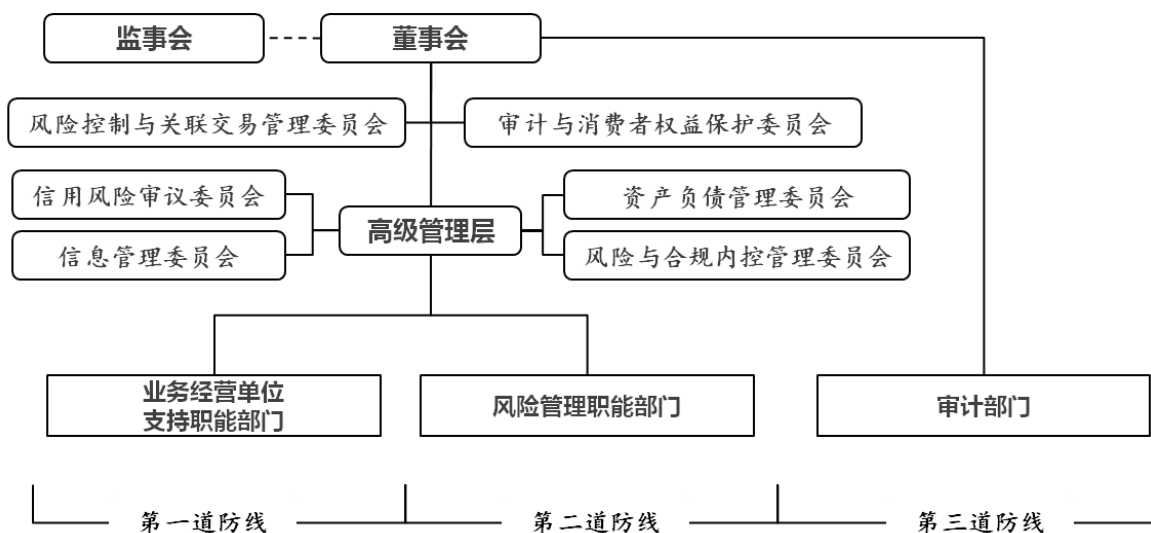 监事会
董事会
风险控制与关联交易管理委员会
审计与消费者权益保护委员会
信用风险审议委员会
资产负债管理委员会
高级管理层
信息管理委员会
风险与合规内控管理委员会
业务经营单位
支持职能部门
风险管理职能部门
审计部门
第一道防线
第二道防线
第三道防线